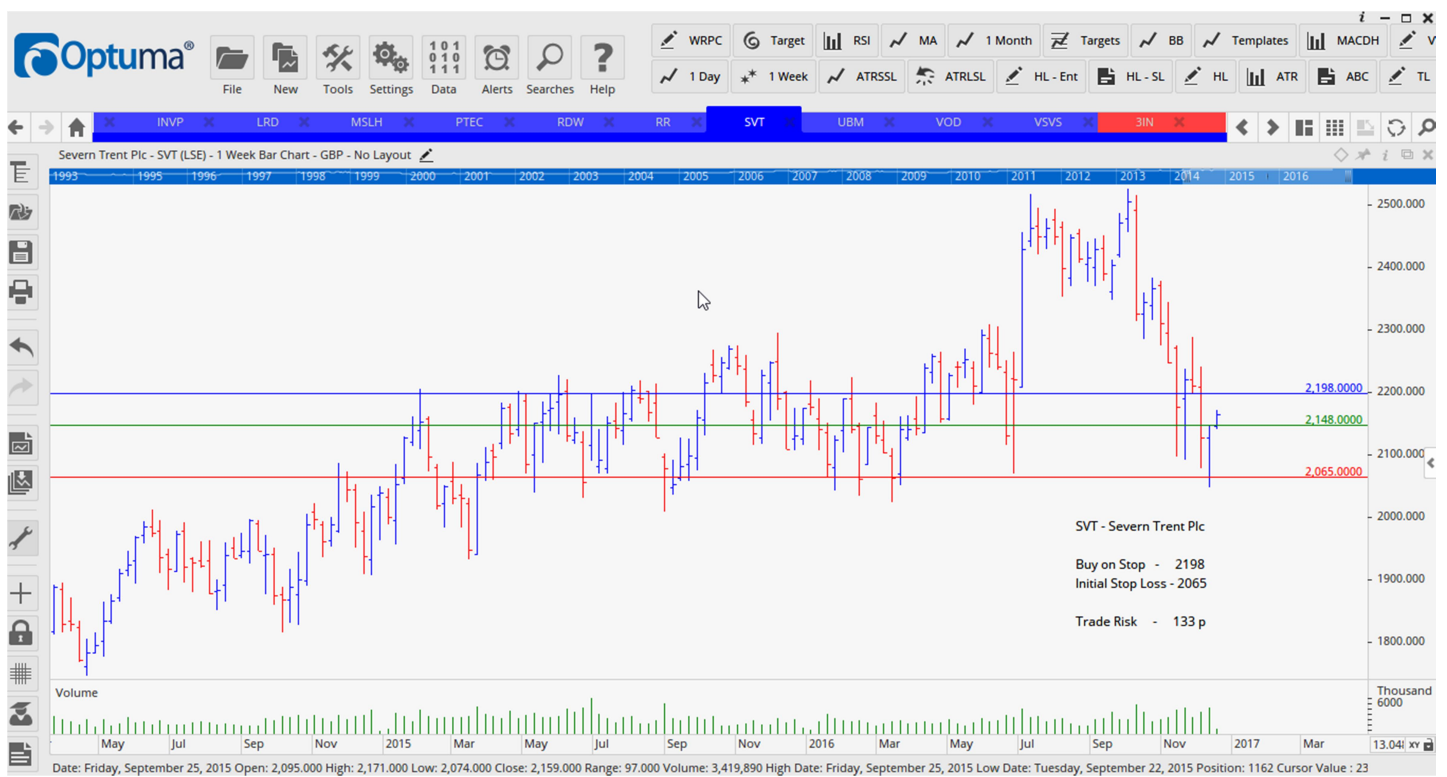 i
Optuma®
File
New
Tools
Settings
101
010
111
Data
Alerts
Searches
?
Help
WRPC
Target
RSI
MA
1 Month
Targets
BB
Templates
MACDH
V
1 Day
1 Week
ATRSSL
ATRLSL
HL - Ent
HL - SL
HL
ATR
ABC
TL
INVP
LRD
MSLH
PTEC
RDW
RR
SVT
UBM
VOD
VSVS
3IN
Severn Trent Plc - SVT (LSE) - 1 Week Bar Chart - GBP - No Layout
1993 1995 1996 1997 1998 1999 2000 2001 2002 2003 2004 2005 2006 2007 2008 2009 2010 2011 2012 2013 2014 2015 2016
2500.000
2400.000
2300.000
2,198.0000
2200.000
2,148.0000
2100.000
2,065.0000
2000.000
SVT - Severn Trent Plc
Buy on Stop - 2198
Initial Stop Loss - 2065
1900.000
Trade Risk - 133 p
1800.000
Volume
Thousand
6000
May Jul Sep Nov 2015 Mar May Jul Sep Nov 2016 Mar May Jul Sep Nov 2017 Mar
XY
Date: Friday, September 25, 2015 Open: 2,095.000 High: 2,171.000 Low: 2,074.000 Close: 2,159.000 Range: 97.000 Volume: 3,419,890 High Date: Friday, September 25, 2015 Low Date: Tuesday, September 22, 2015 Position: 1162 Cursor Value : 23